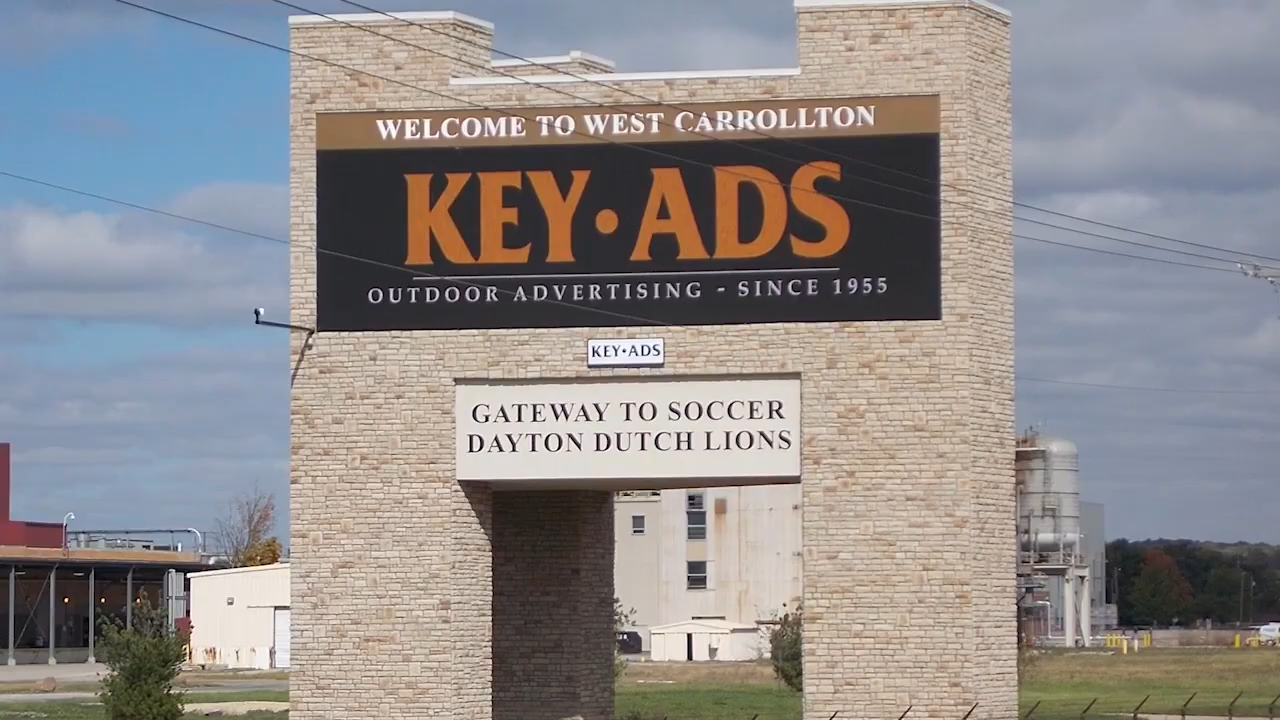 WELCOME TO WEST CARROLLTON
KEY•ADS
OUTDOOR ADVERTISING - SINCE 1955
KEY•ADS
GATEWAY TO SOCCER
DAYTON DUTCH LIONS